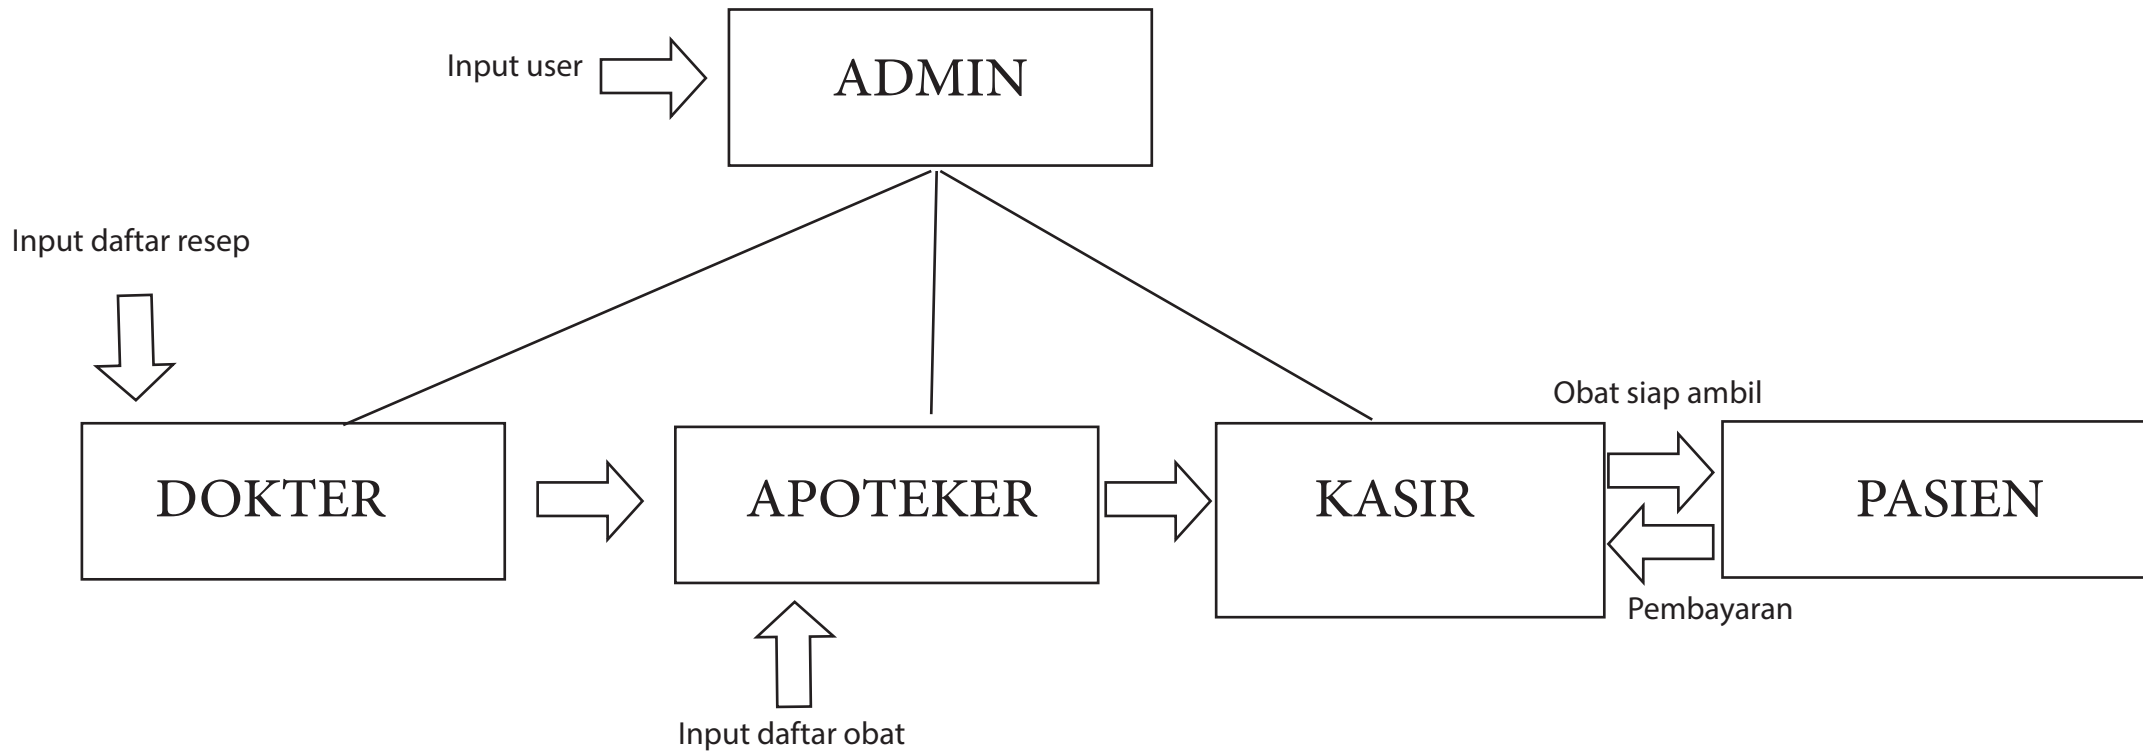 Input user
ADMIN
Input daftar resep
Obat siap ambil
DOKTER
APOTEKER
KASIR
PASIEN
Pembayaran
Input daftar obat